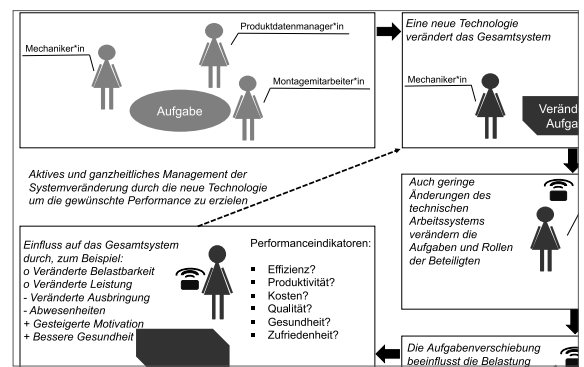 Produktdatenmanager*in
Mechaniker*in
Montagemitarbeiter*in
Aufgabe
Eine neue Technologie
verändert das Gesamtsystem
Mechaniker*in
Veränd
Aufga
Aktives und ganzheitliches Management der
Systemveränderung durch die neue Technologie
um die gewünschte Performance zu erzielen
Auch geringe
Änderungen des
technischen
Arbeitssystems
verändern die
Aufgaben und Rollen
der Beteiligten
Einfluss auf das Gesamtsystem
durch, zum Beispiel:
o Veränderte Belastbarkeit
o Veränderte Leistung
- Veränderte Ausbringung
- Abwesenheiten
+ Gesteigerte Motivation
+ Bessere Gesundheit
Performanceindikatoren:
▪ Effizienz?
▪ Produktivität?
▪ Kosten?
▪ Qualität?
▪ Gesundheit?
▪ Zufriedenheit?
Die Aufgabenverschiebung
beeinflusst die Belastung